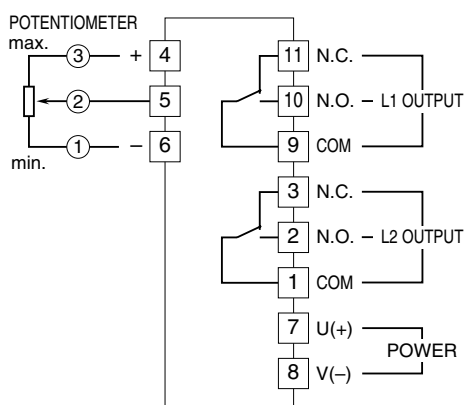 POTENTIOMETER
max.
3 + 4
2 5
1 – 6
min.
11 N.C.
10 N.O. L1 OUTPUT
9 COM
3 N.C.
2 N.O. L2 OUTPUT
1 COM
7 U(+)
POWER
8 V(–)